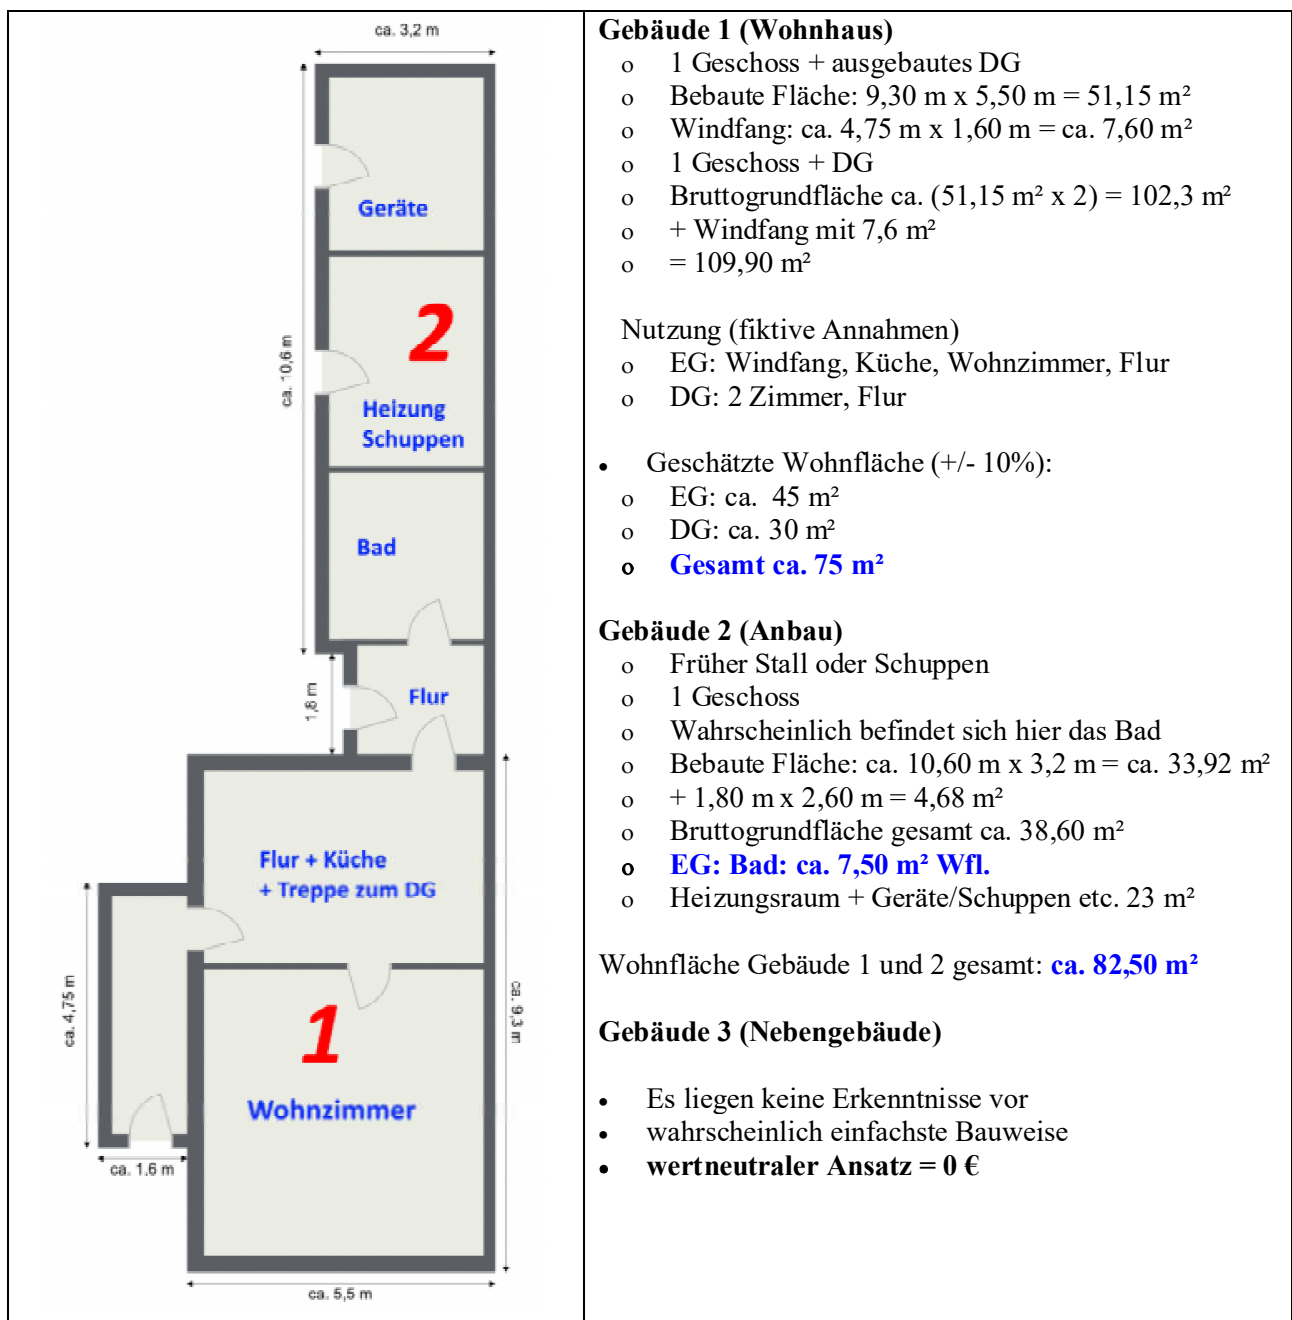 ca. 3,2 m
Geräte
2
ca. 10,6 m
Heizung
Schuppen
Bad
Flur
1,8 m
Flur + Küche
+ Treppe zum DG
ca. 4,75 m
ca. 9,3 m
1
Wohnzimmer
ca. 1,6 m
ca. 5,5 m
Gebäude 1 (Wohnhaus)
o 1 Geschoss + ausgebautes DG
o Bebaute Fläche: 9,30 m x 5,50 m = 51,15 m²
o Windfang: ca. 4,75 m x 1,60 m = ca. 7,60 m²
o 1 Geschoss + DG
o Bruttogrundfläche ca. (51,15 m² x 2) = 102,3 m²
o + Windfang mit 7,6 m²
o = 109,90 m²
Nutzung (fiktive Annahmen)
o EG: Windfang, Küche, Wohnzimmer, Flur
o DG: 2 Zimmer, Flur
• Geschätzte Wohnfläche (+/- 10%):
o EG: ca. 45 m²
o DG: ca. 30 m²
o Gesamt ca. 75 m²
Gebäude 2 (Anbau)
o Früher Stall oder Schuppen
o 1 Geschoss
o Wahrscheinlich befindet sich hier das Bad
o Bebaute Fläche: ca. 10,60 m x 3,2 m = ca. 33,92 m²
o + 1,80 m x 2,60 m = 4,68 m²
o Bruttogrundfläche gesamt ca. 38,60 m²
o EG: Bad: ca. 7,50 m² Wfl.
o Heizungsraum + Geräte/Schuppen etc. 23 m²
Wohnfläche Gebäude 1 und 2 gesamt: ca. 82,50 m²
Gebäude 3 (Nebengebäude)
• Es liegen keine Erkenntnisse vor
• wahrscheinlich einfachste Bauweise
• wertneutraler Ansatz = 0 €